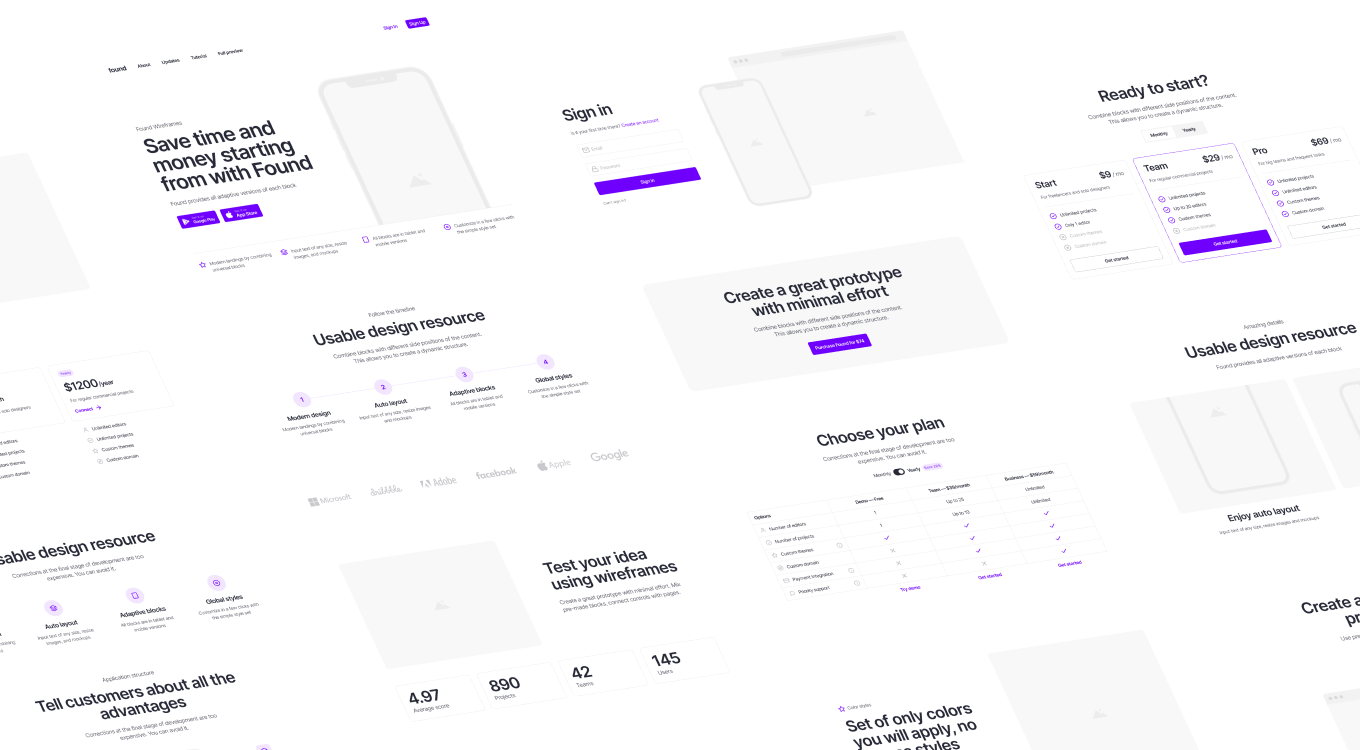 Sign in
Sign Up
found
About
Updates
Tutorial
Full preview
Found Wireframes
Save time and
money starting
from with Found
Found provides all adaptive versions of each block.
Google Play
App Store
Modern landings by combining
universal blocks
Input text of any size, resize
images, and mockups
All blocks are in tablet and
mobile versions
Customize in a few clicks with
the simple style set
Sign in
Is it your first time there? Create an account
Email
Password
Sign in
Can't sign in?
Ready to start?
Combine blocks with different side positions of the content.
This allows you to create a dynamic structure.
Monthly
Yearly
Start
$9 / mo
For freelancers and solo designers
Unlimited projects
Only 1 editor
Custom themes
Custom domain
Get started
Team
$29 / mo
For regular commercial projects
Unlimited projects
Up to 20 editors
Custom themes
Custom domain
Get started
Pro
$69 / mo
For big teams and frequent tasks
Unlimited projects
Unlimited editors
Custom themes
Custom domain
Get started
Follow the timeline
Usable design resource
Combine blocks with different side positions of the content.
This allows you to create a dynamic structure.
1
Modern design
Modern landings by combining
universal blocks
2
Auto layout
Input text of any size, resize images
and mockups
3
Adaptive blocks
All blocks are in tablet and
mobile versions
4
Global styles
Customize in a few clicks with
the simple style set
Create a great prototype
with minimal effort
Combine blocks with different side positions of the content.
This allows you to create a dynamic structure.
Purchase Found for $74
Amazing details
Usable design resource
Found provides all adaptive versions of each block
Enjoy auto layout
Input text of any size, resize images and mockups
Yearly
$1200 /year
For regular commercial projects
Connect
Unlimited editors
Unlimited projects
Custom themes
Custom domain
Microsoft
Adobe
facebook
Apple
Google
Choose your plan
Corrections at the final stage of development are too
expensive. You can avoid it.
Monthly
Yearly
Options
Demo — Free
Team — $35/month
Business — $90/month
Number of editors
1
Up to 25
Unlimited
Number of projects
1
Up to 10
Unlimited
Custom themes
Custom domain
Payment integration
Priority support
Try demo
Get started
Get started
sable design resource
Corrections at the final stage of development are too
expensive. You can avoid it.
Auto layout
Input text of any size, resize
images, and mockups
Adaptive blocks
All blocks are in tablet and
mobile versions
Global styles
Customize in a few clicks with
the simple style set
Test your idea
using wireframes
Create a great prototype with minimal effort. Mix
pre-made blocks, connect controls with pages.
4.97
Average score
890
Projects
42
Teams
145
Users
Application structure
Tell customers about all the
advantages
Corrections at the final stage of development are too
expensive. You can avoid it.
Color styles
Set of only colors
you will apply, no
styles
Create a
pr
Use pre